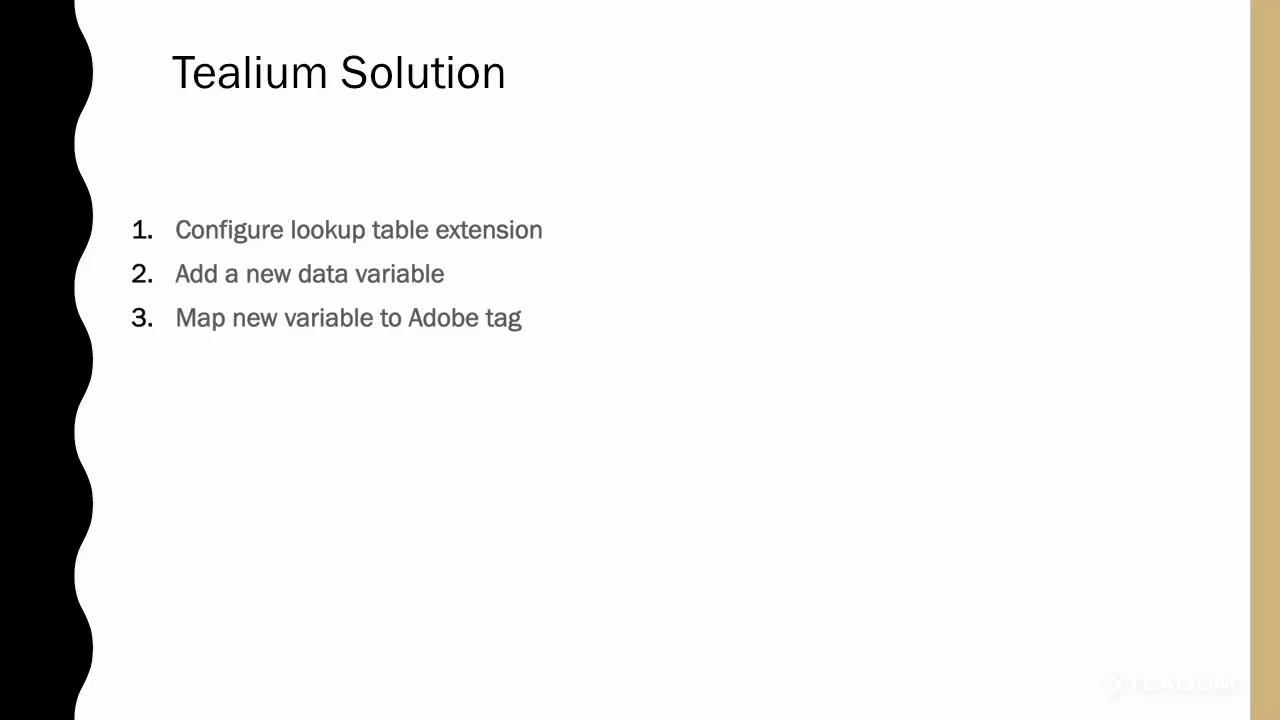 Tealium Solution
1. Configure lookup table extension
2. Add a new data variable
3. Map new variable to Adobe tag
TEALIUM